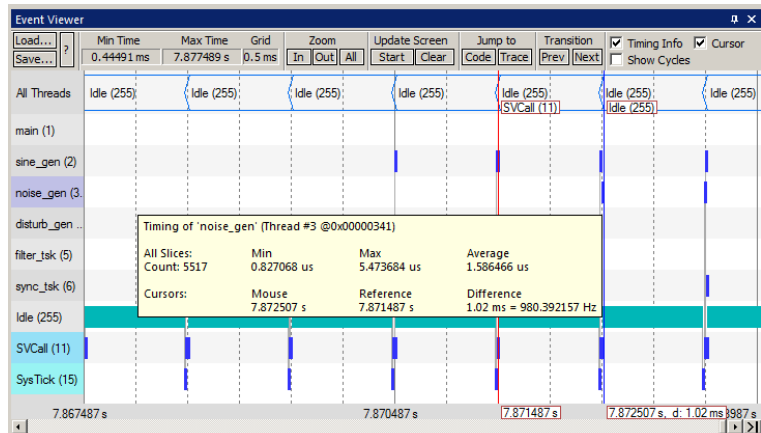 Event Viewer
Load... Save... ? Min Time Max Time Grid Zoom Update Screen Jump to Transition Timing Info Cursor
0.44491 ms 7.877489 s 0.5 ms In Out All Start Clear Code Trace Prev Next Show Cycles
All Threads Idle (255) Idle (255) Idle (255) Idle (255) Idle (255) Idle (255) Idle (255)
SVCall (11) Idle (255)
main (1)
sine_gen (2)
noise_gen (3.
disturb_gen ..
Timing of 'noise_gen' (Thread #3 @0x00000341)
filter_tsk (5)
All Slices: Min Max Average
Count: 5517 0.827068 us 5.473684 us 1.586466 us
sync_tsk (6)
Cursors: Mouse Reference Difference
7.872507 s 7.871487 s 1.02 ms = 980.392157 Hz
Idle (255)
SVCall (11)
SysTick (15)
7.867487 s 7.870487 s 7.871487 s 7.872507 s, d: 1.02 ms 3987 s